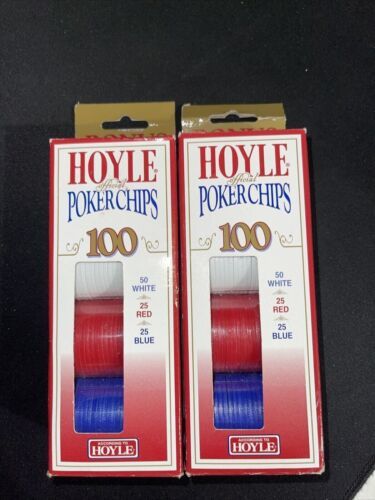 HOYLE
official
POKER CHIPS
100
50
WHITE
25
RED
25
BLUE
ACCORDING TO
HOYLE
HOYLE
official
POKER CHIPS
100
50
WHITE
25
RED
25
BLUE
ACCORDING TO
HOYLE